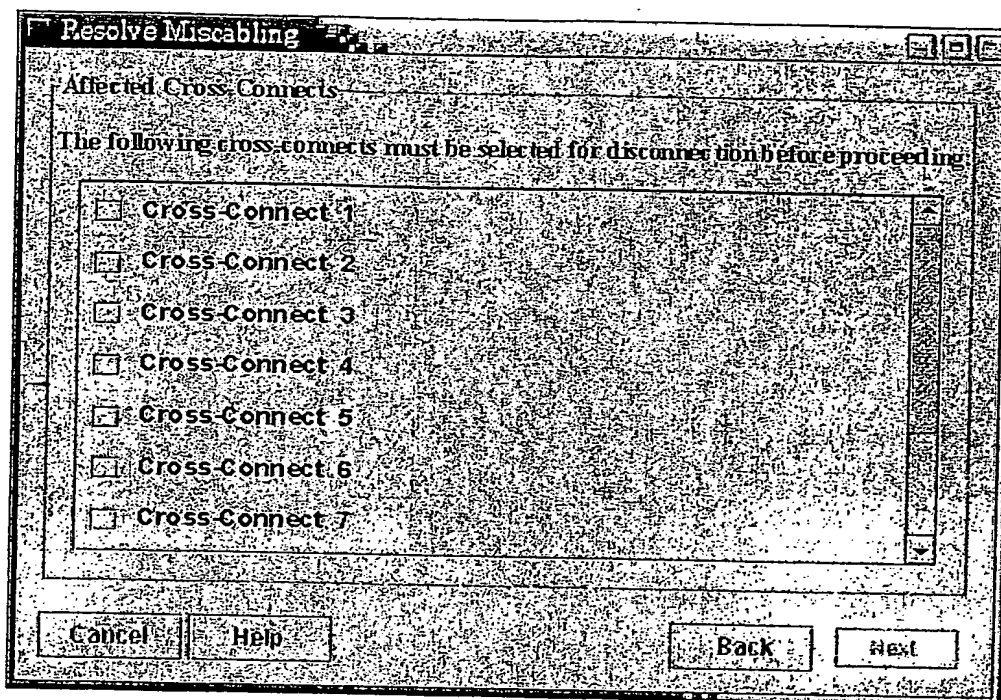 Resolve Miscabling
Affected Cross-Connects
The following cross-connects must be selected for disconnection before proceeding
Cross-Connect 1
Cross-Connect 2
Cross-Connect 3
Cross-Connect 4
Cross-Connect 5
Cross-Connect 6
Cross-Connect 7
Cancel
Help
Back
Next